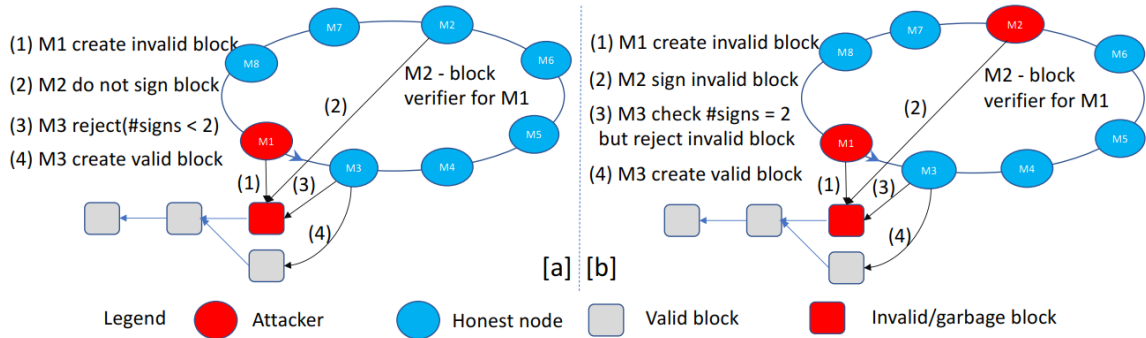 (1) M1 create invalid block
(2) M2 do not sign block
(3) M3 reject(#signs < 2)
(4) M3 create valid block
M7
M2
M8
M6
M2 - block
verifier for M1
(2)
M5
M1
M3
M4
(1)
(3)
(4)
[a]
(1) M1 create invalid block
(2) M2 sign invalid block
(3) M3 check #signs = 2
but reject invalid block
(4) M3 create valid block
M2
M7
M8
M6
M2 - block
verifier for M1
(2)
M5
M1
M3
M4
(1)
(3)
(4)
[b]
Legend
Attacker
Honest node
Valid block
Invalid/garbage block